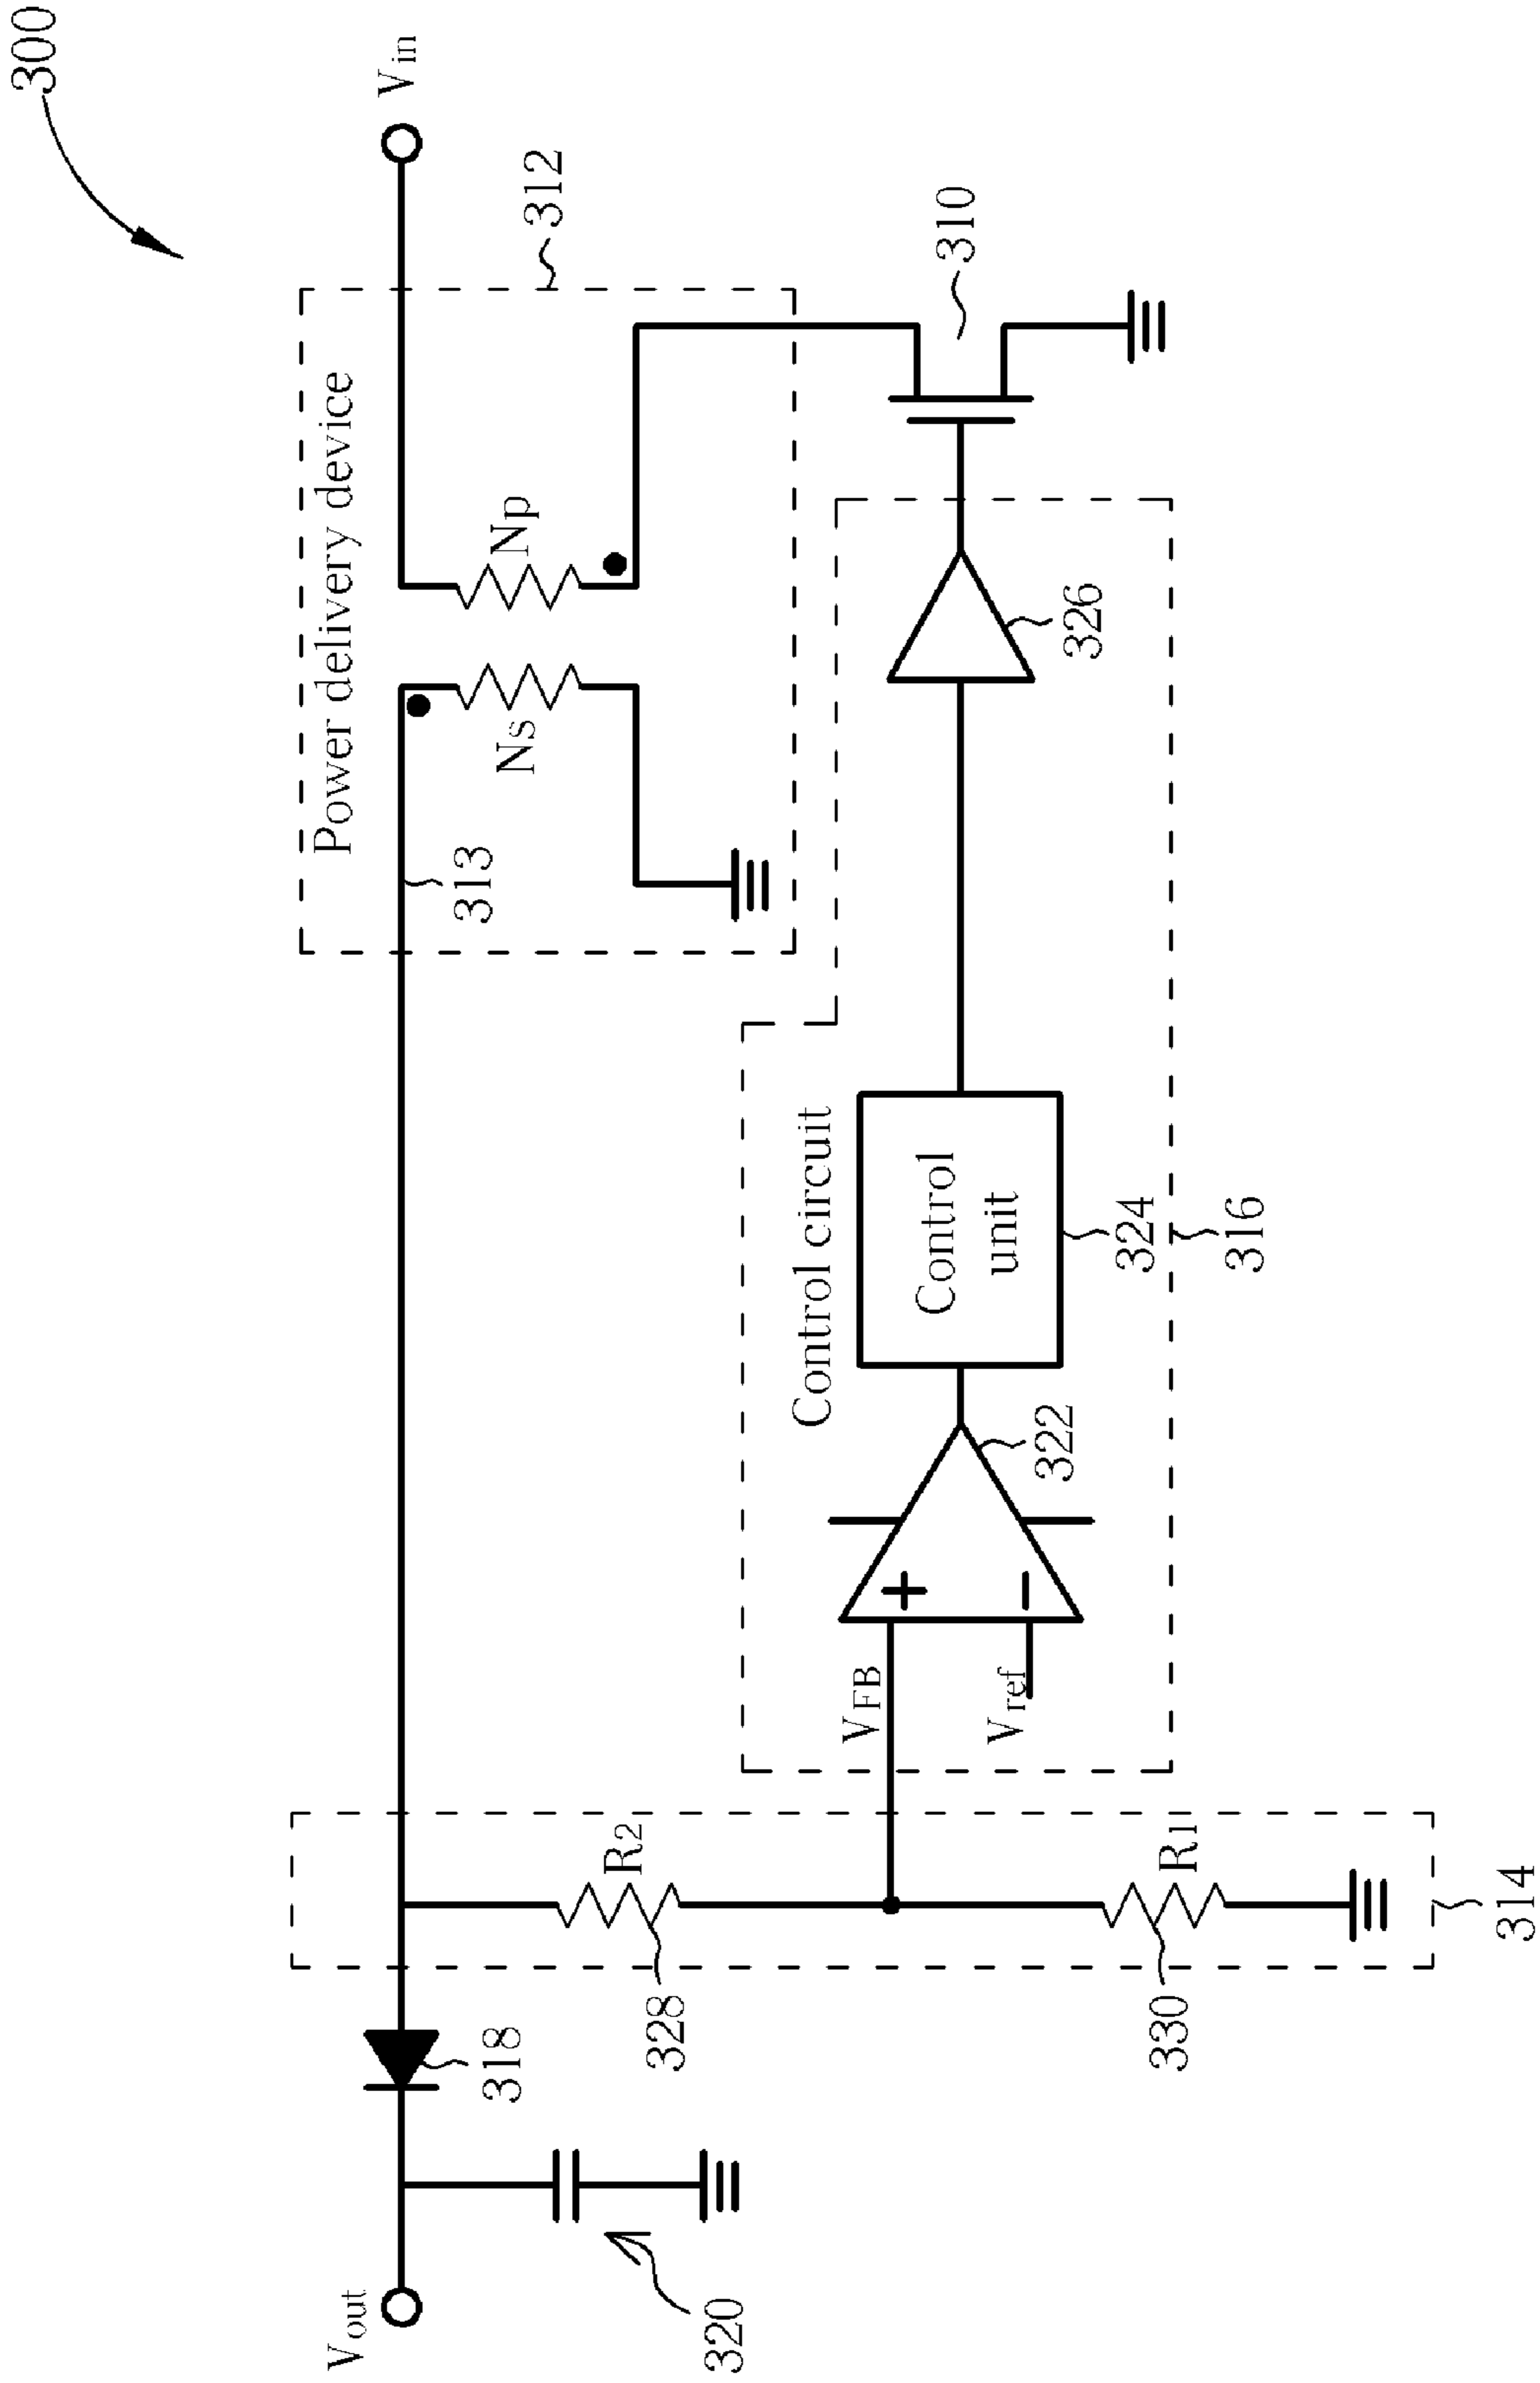 300
Vin
312
Power delivery device
Np
Ns
313
310
326
Control circuit
Control
unit
324
316
322
VFB
Vref
R2
R1
314
328
330
318
320
Vout